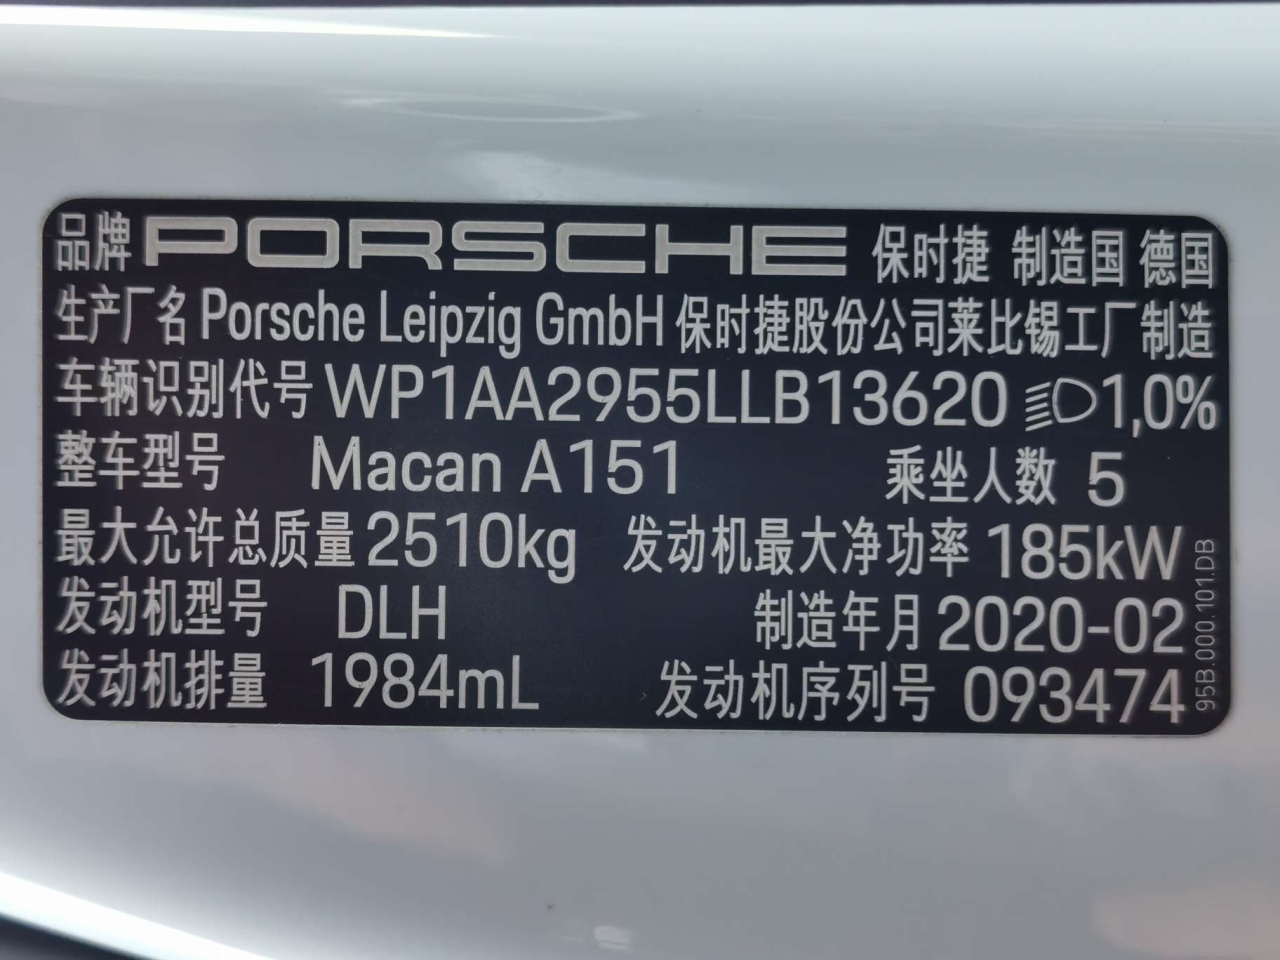 品牌 PORSCHE 保时捷 制造国 德国
生产厂名 Porsche Leipzig GmbH 保时捷股份公司莱比锡工厂制造
车辆识别代号 WP1AA2955LLB13620 1,0%
整车型号 Macan A151 乘坐人数 5
最大允许总质量 2510kg 发动机最大净功率 185kW
发动机型号 DLH 制造年月 2020-02
发动机排量 1984mL 发动机序列号 093474
95B.000.101.DB